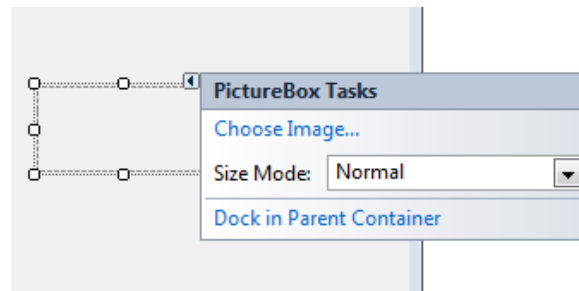 PictureBox Tasks
Choose Image...
Size Mode: Normal
Dock in Parent Container